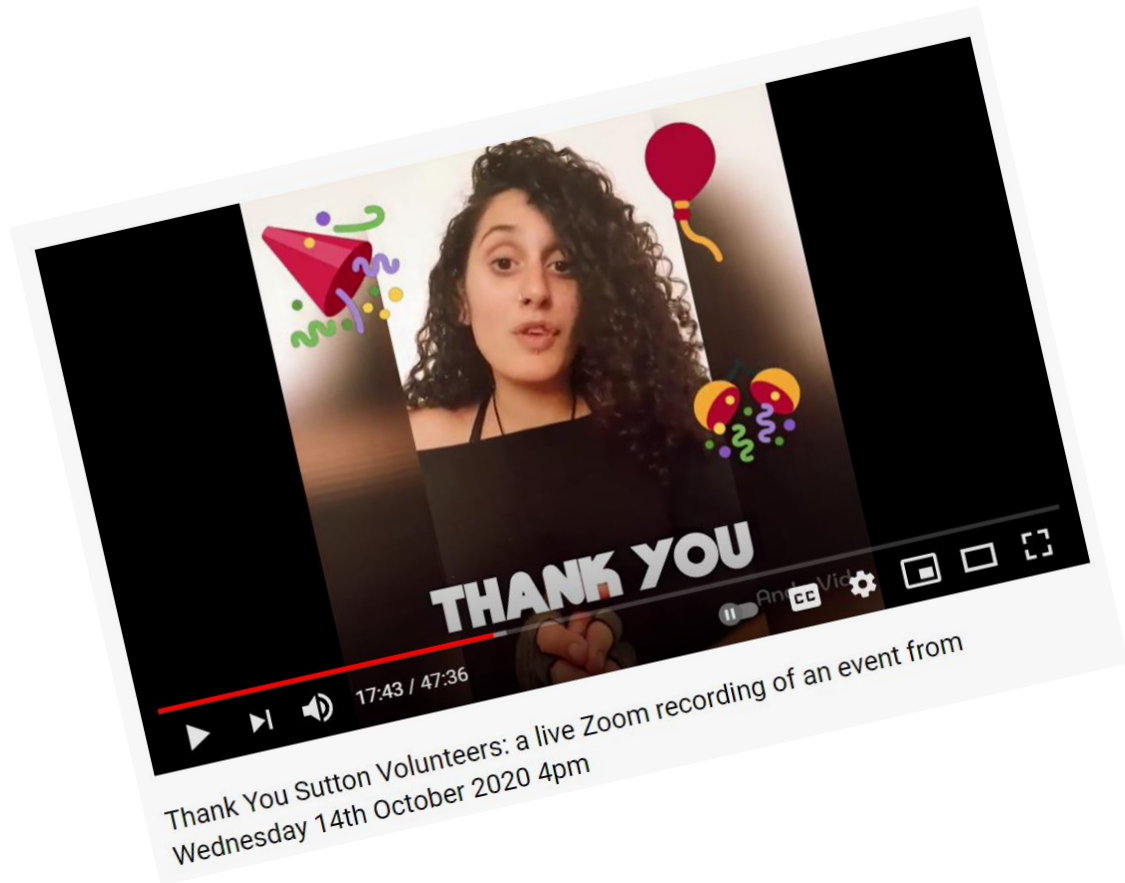 THANK YOU
CC
17:43 / 47:36
Thank You Sutton Volunteers: a live Zoom recording of an event from
Wednesday 14th October 2020 4pm